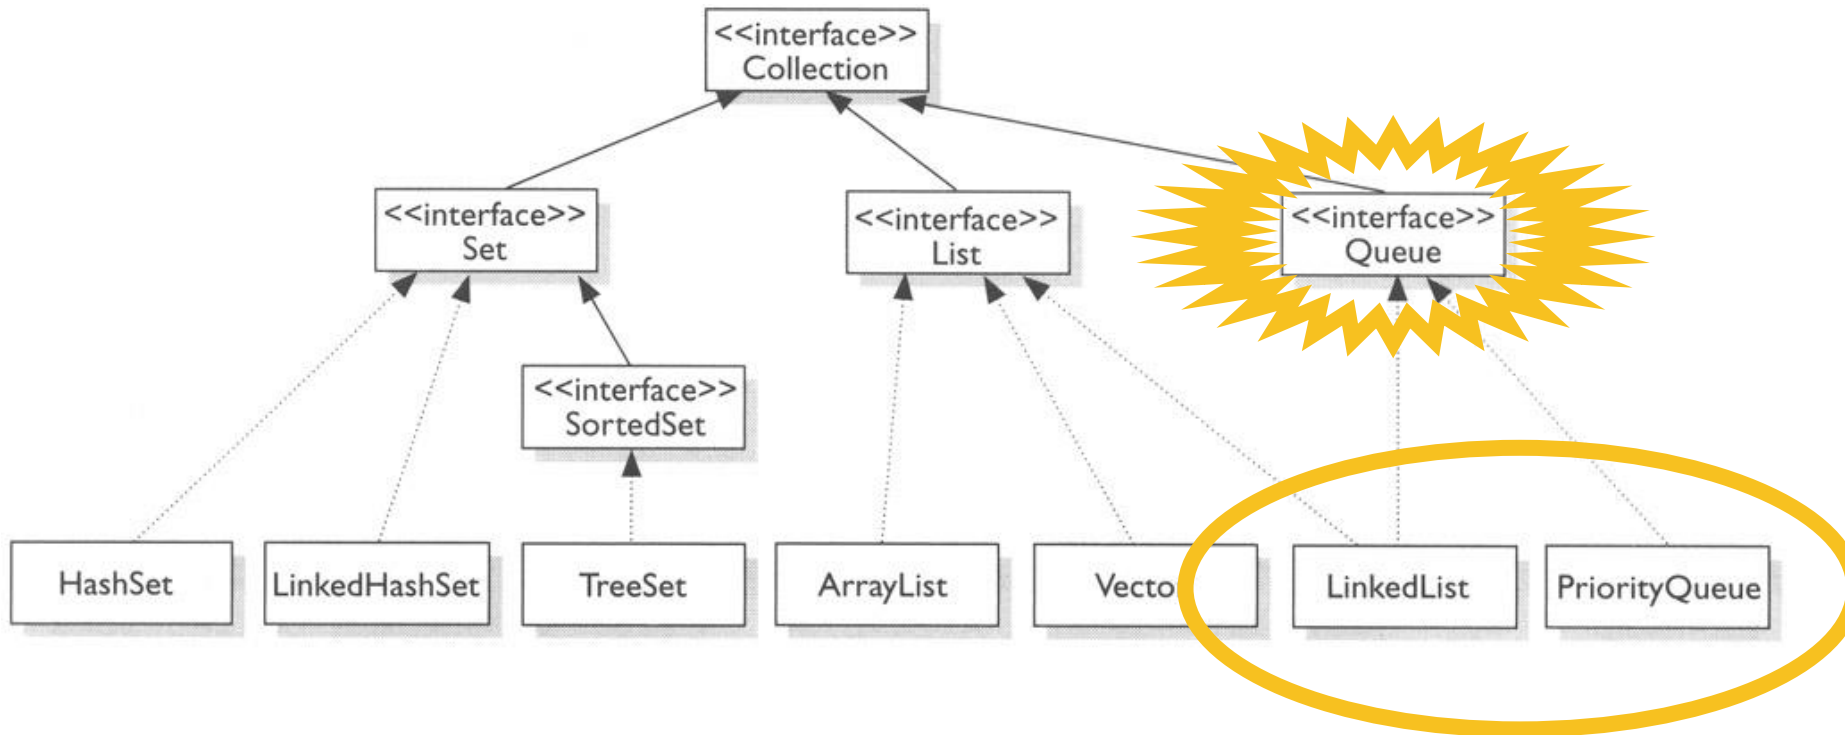 <<interface>>
Collection
<<interface>>
Set
<<interface>>
List
<<interface>>
Queue
<<interface>>
SortedSet
HashSet
LinkedHashSet
TreeSet
ArrayList
Vecto
LinkedList
PriorityQueue